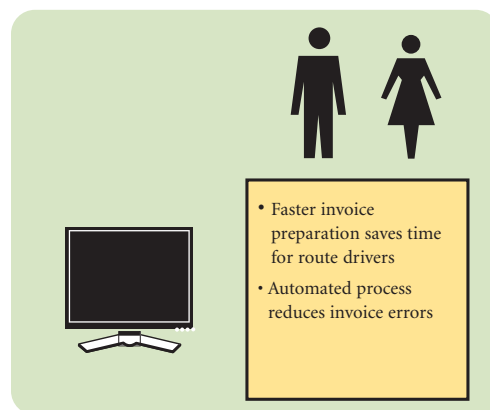 • Faster invoice
preparation saves time
for route drivers
• Automated process
reduces invoice errors